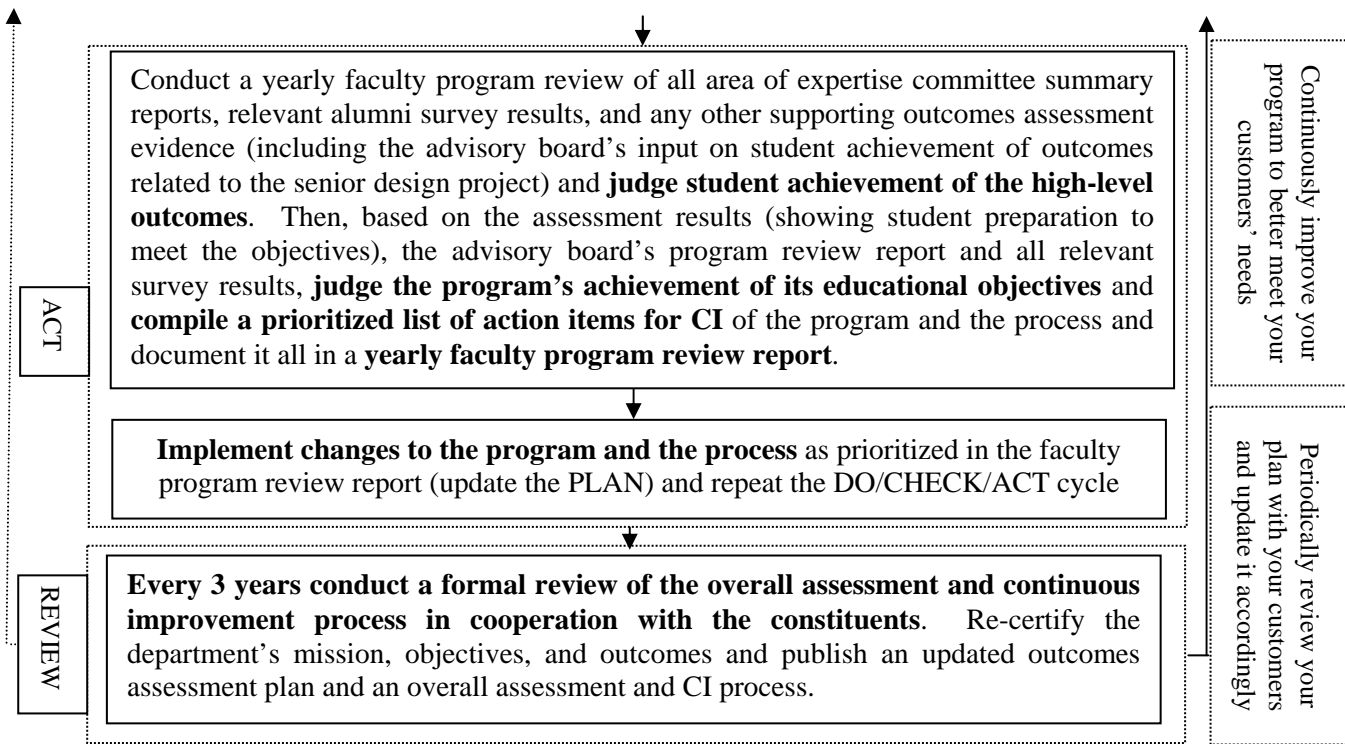 Conduct a yearly faculty program review of all area of expertise committee summary
reports, relevant alumni survey results, and any other supporting outcomes assessment
evidence (including the advisory board’s input on student achievement of outcomes
related to the senior design project) and judge student achievement of the high-level
outcomes. Then, based on the assessment results (showing student preparation to
meet the objectives), the advisory board’s program review report and all relevant
survey results, judge the program’s achievement of its educational objectives and
compile a prioritized list of action items for CI of the program and the process and
document it all in a yearly faculty program review report.
ACT
Continuously improve your
program to better meet your
customers’ needs
Implement changes to the program and the process as prioritized in the faculty
program review report (update the PLAN) and repeat the DO/CHECK/ACT cycle
Every 3 years conduct a formal review of the overall assessment and continuous
improvement process in cooperation with the constituents. Re-certify the
department’s mission, objectives, and outcomes and publish an updated outcomes
assessment plan and an overall assessment and CI process.
REVIEW
Periodically review your
plan with your customers
and update it accordingly